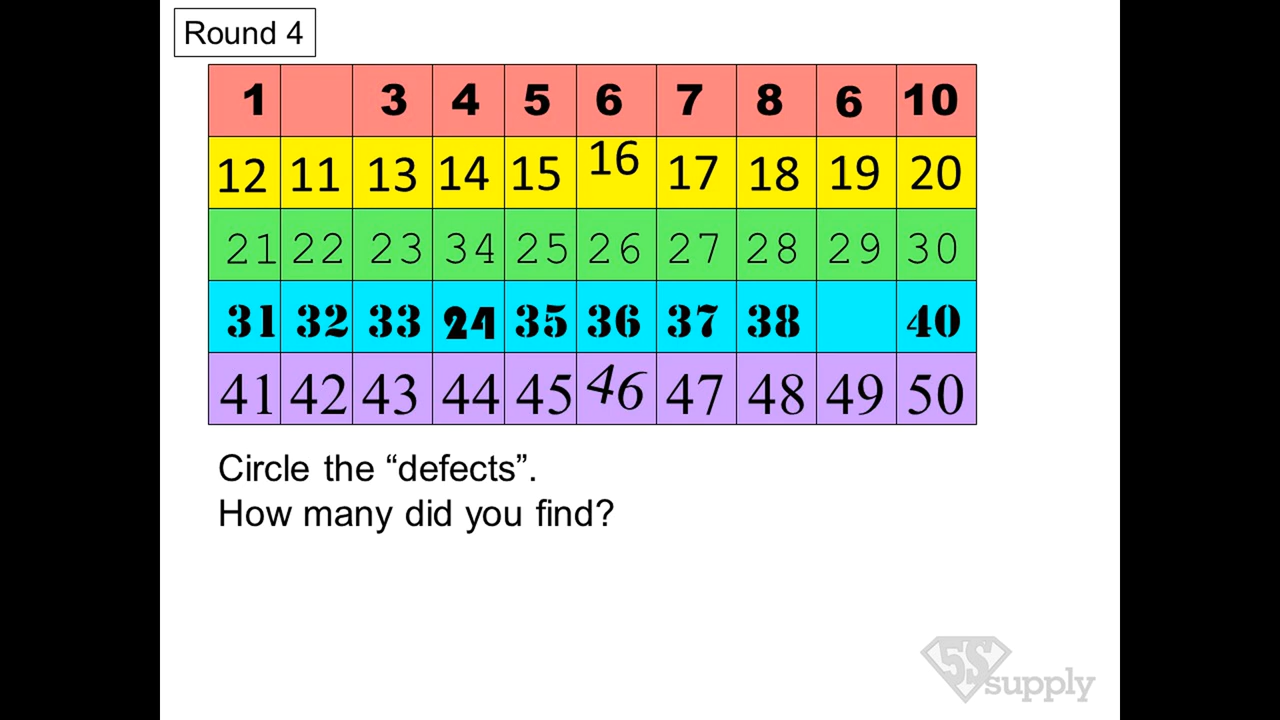 Round 4
1 3 4 5 6 7 8 6 10
12 11 13 14 15 16 17 18 19 20
21 22 23 34 25 26 27 28 29 30
31 32 33 24 35 36 37 38 40
41 42 43 44 45 46 47 48 49 50
Circle the “defects”.
How many did you find?
5S
supply